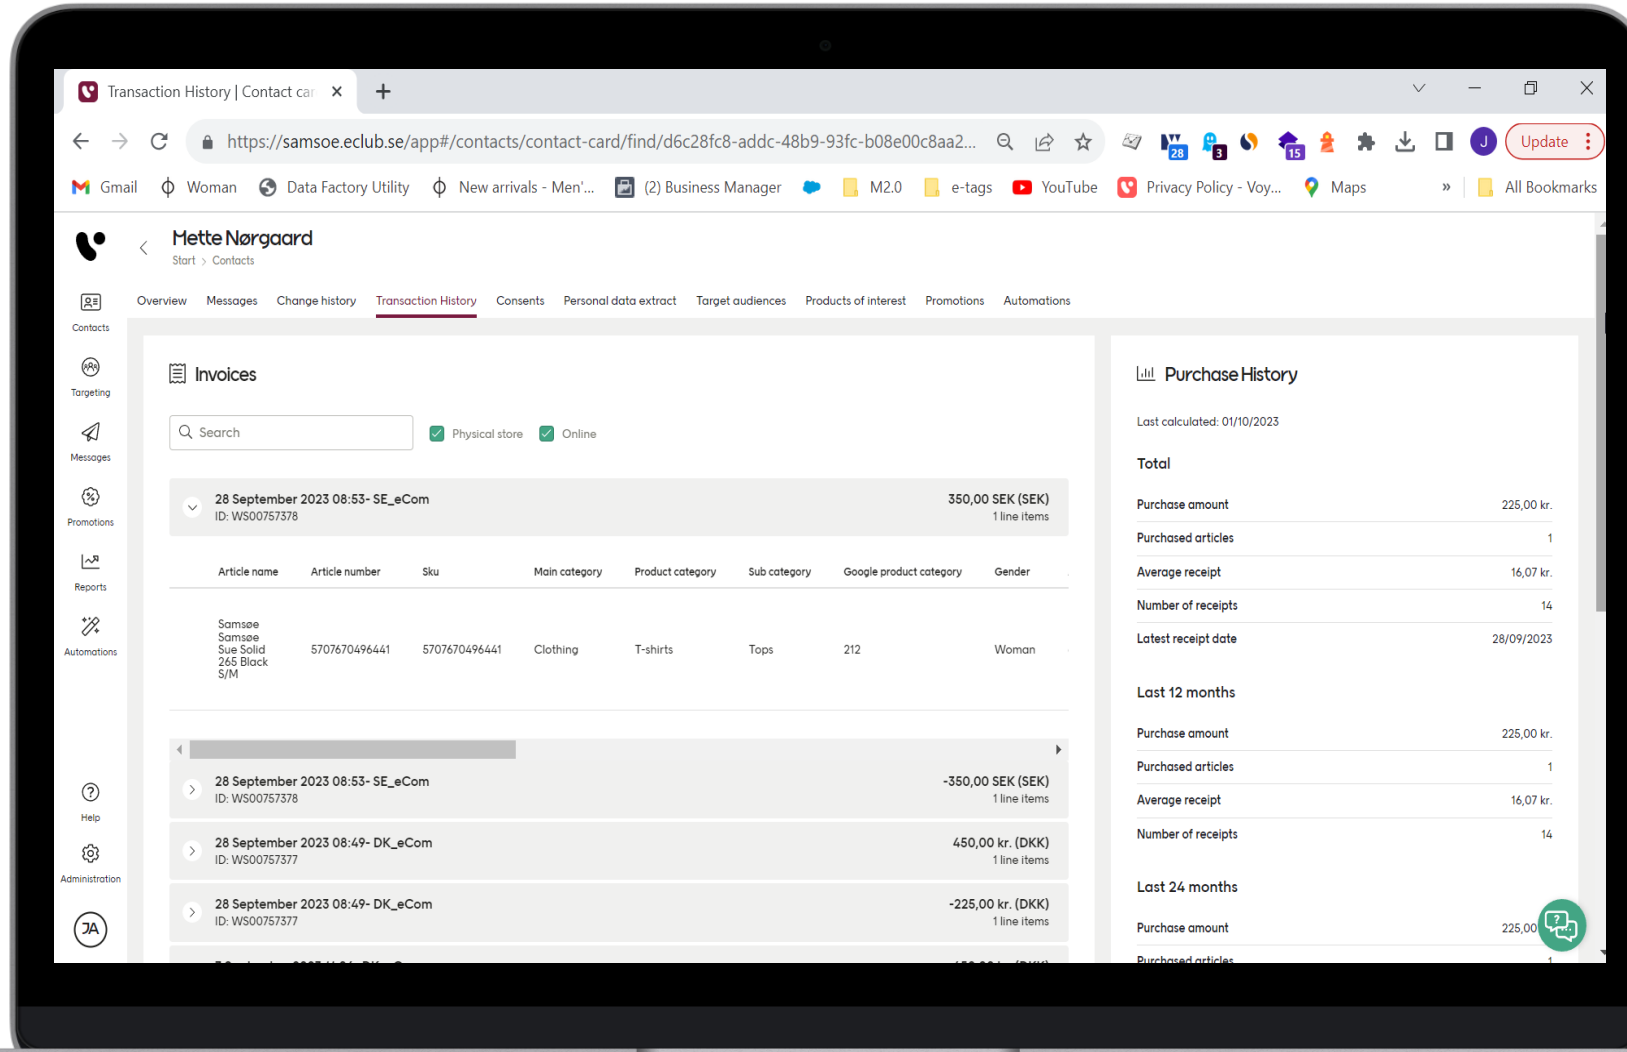 Transaction History | Contact car
https://samsoe.eclub.se/app#/contacts/contact-card/find/d6c28fc8-addc-48b9-93fc-b08e00c8aa2...
28
3
15
J
Update
Gmail
Woman
Data Factory Utility
New arrivals - Men'...
(2) Business Manager
M2.0
e-tags
YouTube
Privacy Policy - Voy...
Maps
»
All Bookmarks
Mette Nørgaard
Start > Contacts
Overview Messages Change history Transaction History Consents Personal data extract Target audiences Products of interest Promotions Automations
Contacts
Targeting
Messages
Promotions
Reports
Automations
Help
Administration
JA
Invoices
Search
Physical store
Online
28 September 2023 08:53- SE_eCom
350,00 SEK (SEK)
ID: WS00757378
1 line items
Article name Article number Sku Main category Product category Sub category Google product category Gender
Samsøe
Samsøe
Sue Solid
265 Black
S/M
5707670496441 5707670496441 Clothing T-shirts Tops 212 Woman
28 September 2023 08:53- SE_eCom
-350,00 SEK (SEK)
ID: WS00757378
1 line items
28 September 2023 08:49- DK_eCom
450,00 kr. (DKK)
ID: WS00757377
1 line items
28 September 2023 08:49- DK_eCom
-225,00 kr. (DKK)
ID: WS00757377
1 line items
Purchase History
Last calculated: 01/10/2023
Total
Purchase amount 225,00 kr.
Purchased articles 1
Average receipt 16,07 kr.
Number of receipts 14
Latest receipt date 28/09/2023
Last 12 months
Purchase amount 225,00 kr.
Purchased articles 1
Average receipt 16,07 kr.
Number of receipts 14
Last 24 months
Purchase amount 225,00
Purchased articles 1